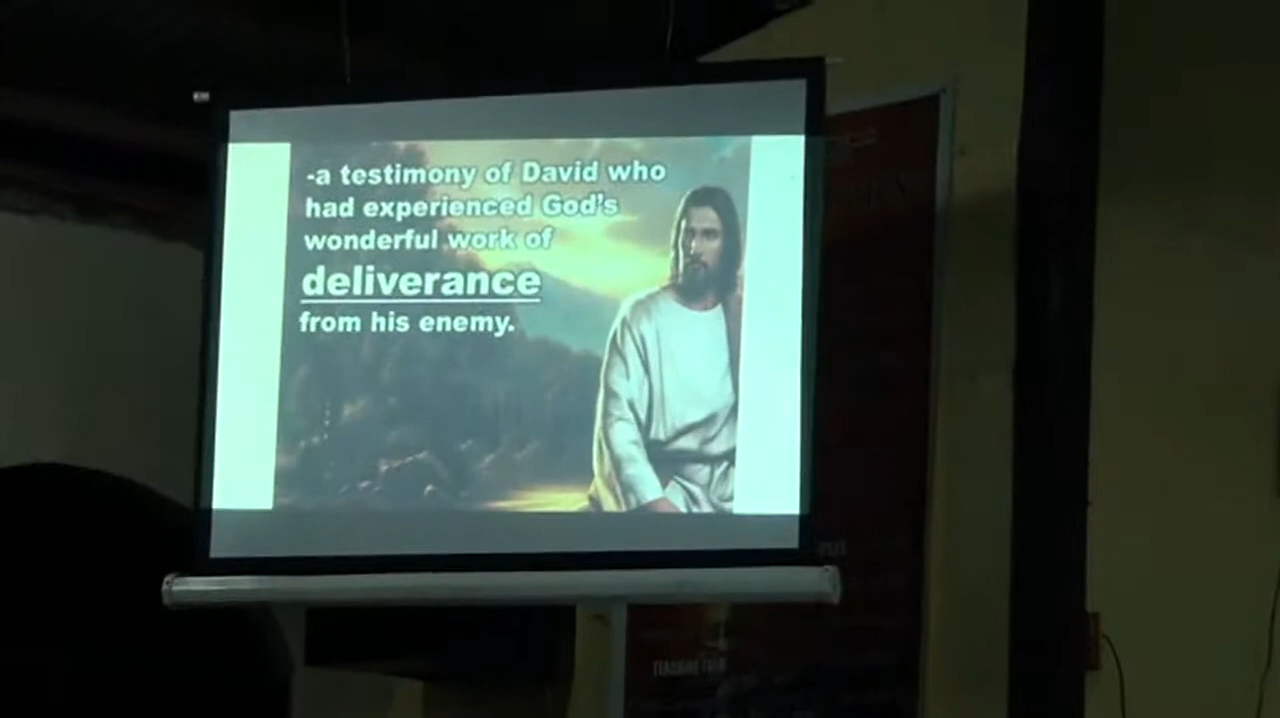 -a testimony of David who
had experienced God's
wonderful work of
deliverance
from his enemy.